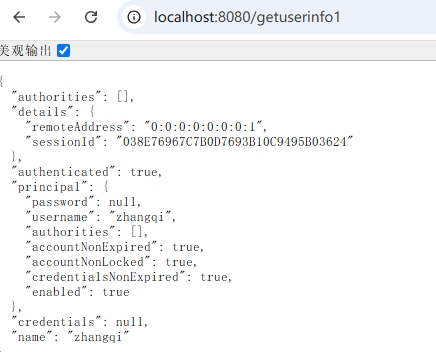 localhost:8080/getuserinfo1
美观输出
{
  "authorities": [],
  "details": {
    "remoteAddress": "0:0:0:0:0:0:0:1",
    "sessionId": "038E76967C7B0D7693B10C9495B03624"
  },
  "authenticated": true,
  "principal": {
    "password": null,
    "username": "zhangqi",
    "authorities": [],
    "accountNonExpired": true,
    "accountNonLocked": true,
    "credentialsNonExpired": true,
    "enabled": true
  },
  "credentials": null,
  "name": "zhangqi"